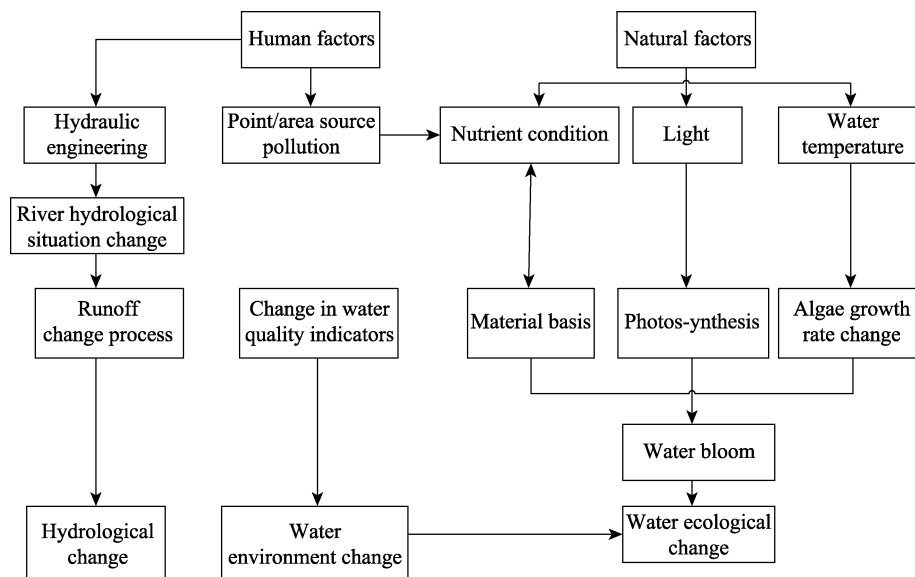 Human factors
Natural factors
Hydraulic
engineering
Point/area source
pollution
Nutrient condition
Light
Water
temperature
River hydrological
situation change
Runoff
change process
Change in water
quality indicators
Material basis
Photos-ynthesis
Algae growth
rate change
Water bloom
Hydrological
change
Water
environment change
Water ecological
change